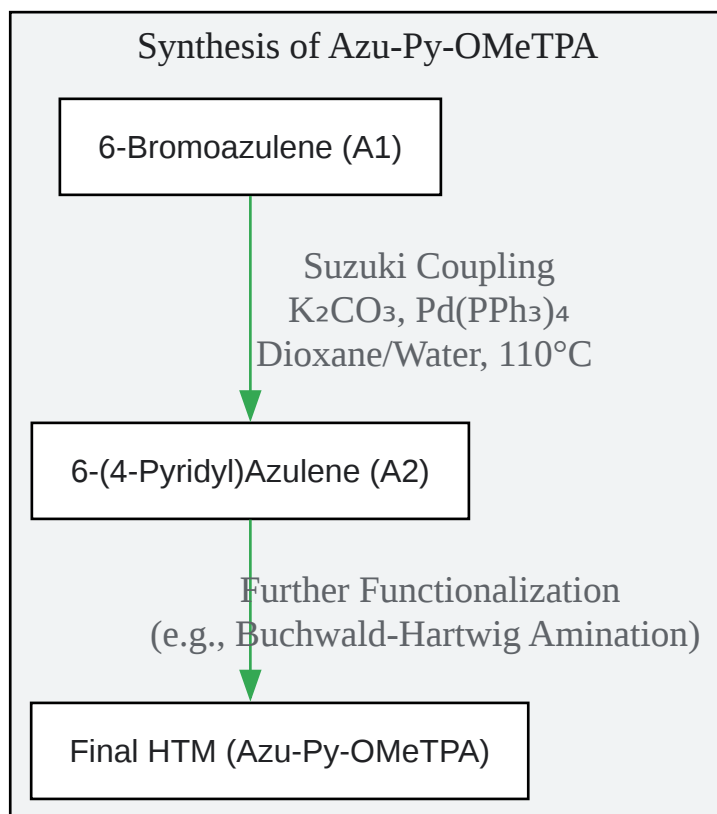 Synthesis of Azu-Py-OMeTPA
6-Bromoazulene (A1)
Suzuki Coupling
K₂CO₃, Pd(PPh₃)₄
Dioxane/Water, 110°C
6-(4-Pyridyl)Azulene (A2)
Further Functionalization
(e.g., Buchwald-Hartwig Amination)
Final HTM (Azu-Py-OMeTPA)